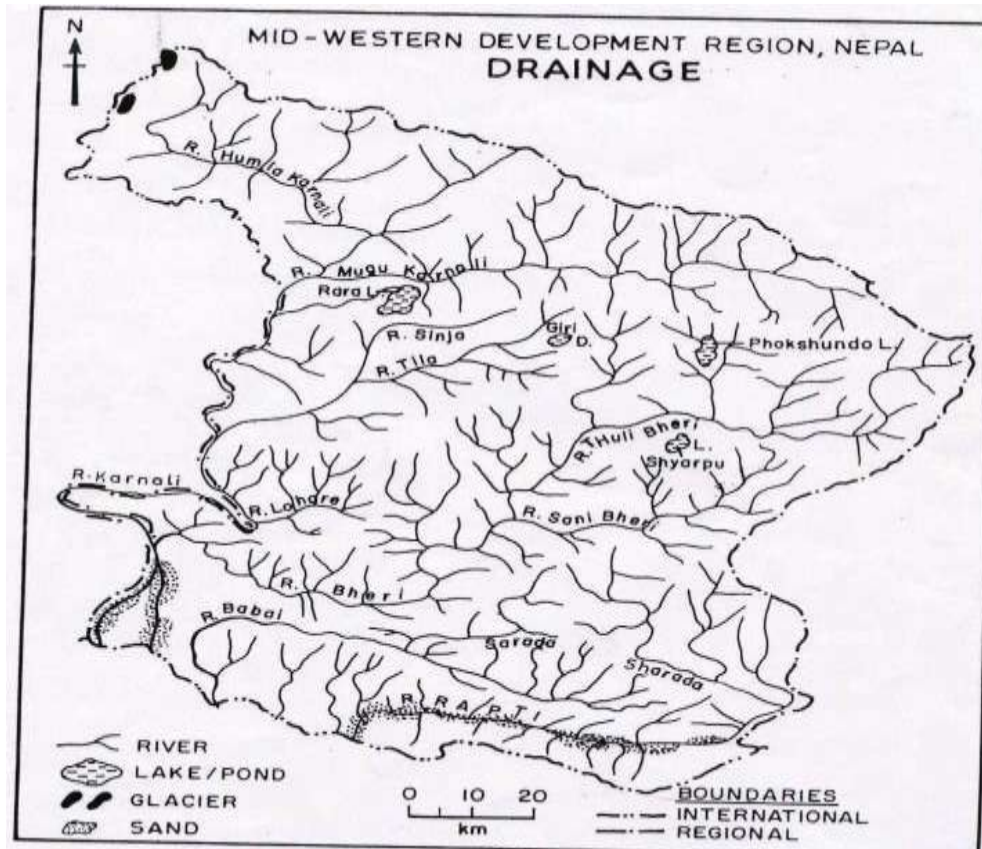 N
MID-WESTERN DEVELOPMENT REGION, NEPAL
DRAINAGE
R. Humla Karnali
R. Mugu Karnali
Rara L.
R. Sinja
Giri
D.
Phokshundo L.
R. Tila
R. Thuli Bheri
L.
Shyarpu
R. Karnali
R. Lohare
R. Sani Bheri
R. Bheri
R. Babai
Sarada
Sharada
R. RAPTI
RIVER
LAKE/POND
GLACIER
SAND
0 10 20
km
BOUNDARIES
INTERNATIONAL
REGIONAL